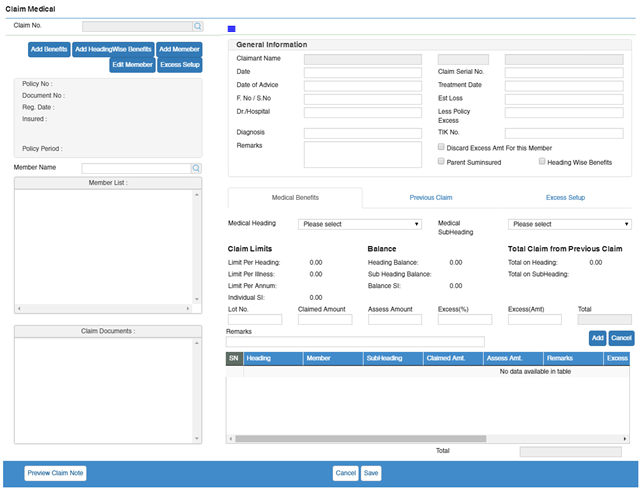 Claim Medical
Claim No.
Add Benefits Add HeadingWise Benefits Add Memeber
Edit Memeber Excess Setup
Policy No :
Document No :
Reg. Date :
Insured :
Policy Period :
Member Name
Member List :
Claim Documents :
General Information
Claimant Name
Date Claim Serial No.
Date of Advice Treatment Date
F. No / S.No Est Loss
Dr./Hospital Less Policy Excess
Diagnosis TIK No.
Remarks Discard Excess Amt For this Member
Parent Suminsured Heading Wise Benefits
Medical Benefits Previous Claim Excess Setup
Medical Heading Please select Medical SubHeading Please select
Claim Limits Balance Total Claim from Previous Claim
Limit Per Heading: 0.00 Heading Balance: 0.00 Total on Heading: 0.00
Limit Per Illness: 0.00 Sub Heading Balance: Total on SubHeading:
Limit Per Annum: Balance SI: 0.00
Individual SI: 0.00
Lot No. Claimed Amount Assess Amount Excess(%) Excess(Amt) Total
Remarks
Add Cancel
SN Heading Member SubHeading Claimed Amt. Assess Amt. Remarks Excess
No data available in table
Total
Preview Claim Note Cancel Save